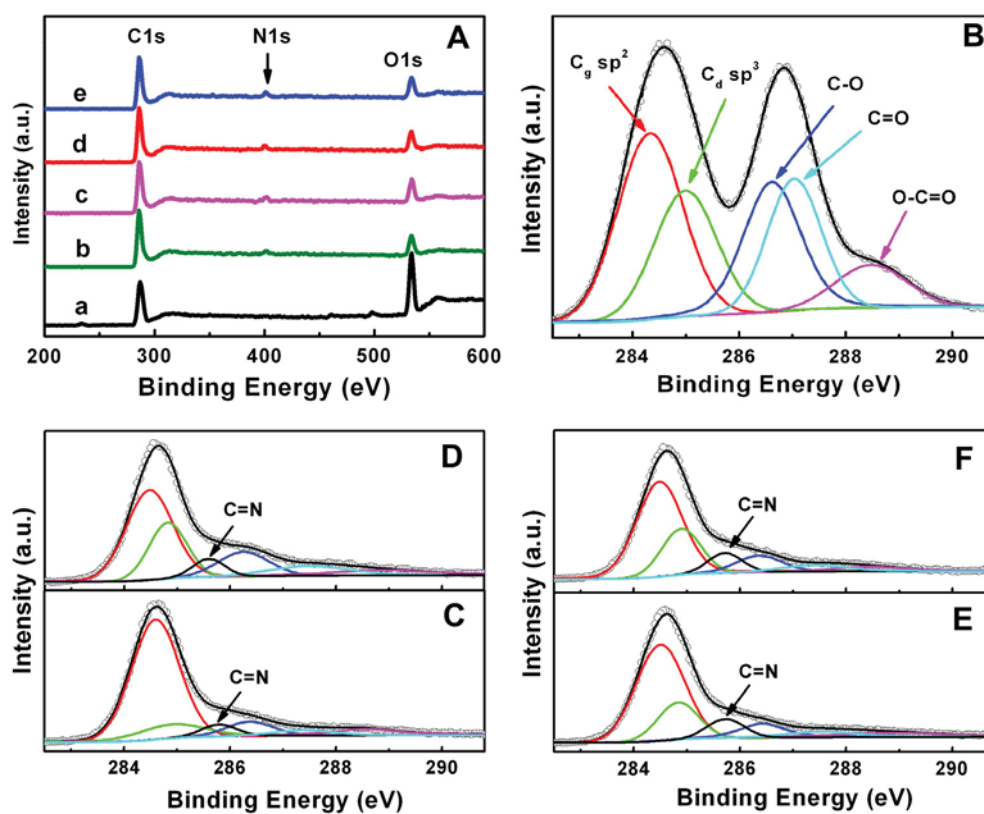 A
C1s
N1s
O1s
e
d
c
b
a
Intensity (a.u.)
200 300 400 500 600
Binding Energy (eV)
B
C_g sp²
C_d sp³
C-O
C=O
O-C=O
Intensity (a.u.)
284 286 288 290
Binding Energy (eV)
D
C=N
C
C=N
Intensity (a.u.)
284 286 288 290
Binding Energy (eV)
F
C=N
E
C=N
Intensity (a.u.)
284 286 288 290
Binding Energy (eV)